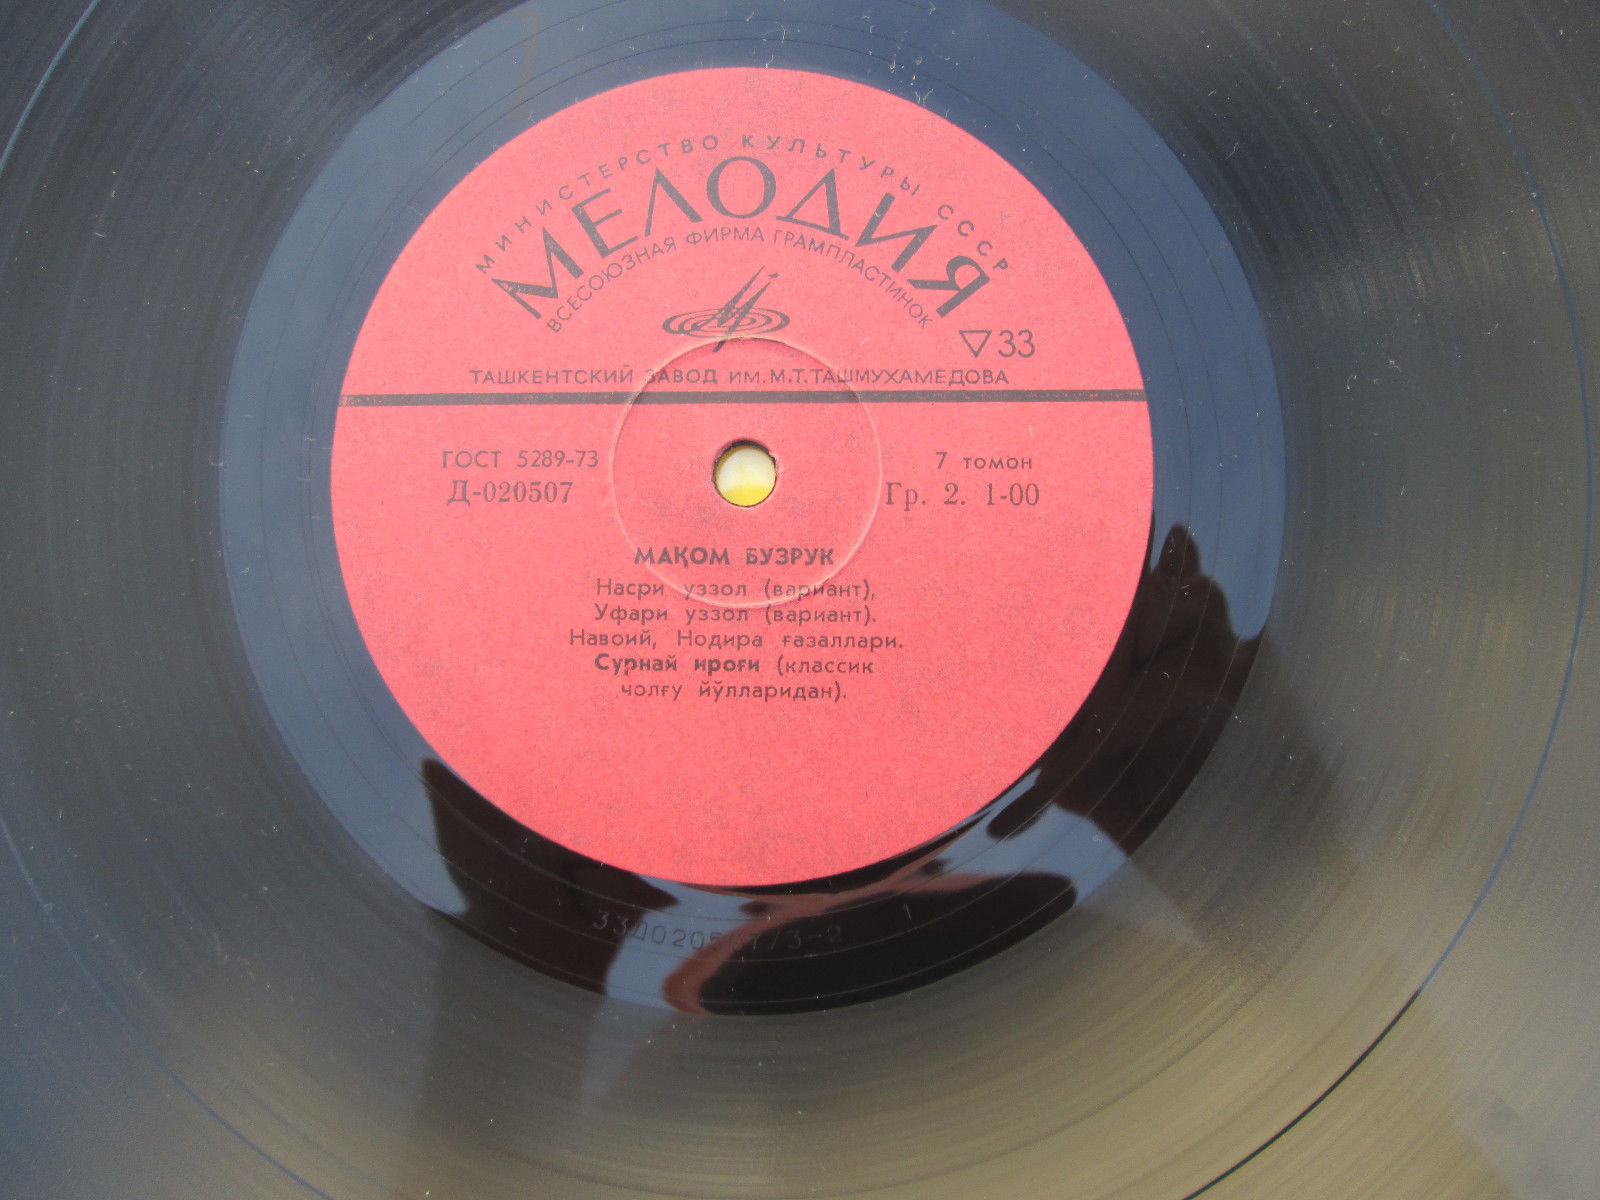 МИНИСТЕРСТВО КУЛЬТУРЫ СССР
МЕЛОДИЯ
ВСЕСОЮЗНАЯ ФИРМА ГРАМПЛАСТИНОК
▽33
ТАШКЕНТСКИЙ ЗАВОД ИМ. М.Т.ТАШМУХАМЕДОВА
ГОСТ 5289-73
Д-020507
7 томон
Гр. 2. 1-00
МАҚОМ БУЗРУК
Насри уззол (вариант),
Уфари уззол (вариант).
Навоий, Нодира ғазаллари.
Сурнай ироғи (классик
чолғу йўлларидан).